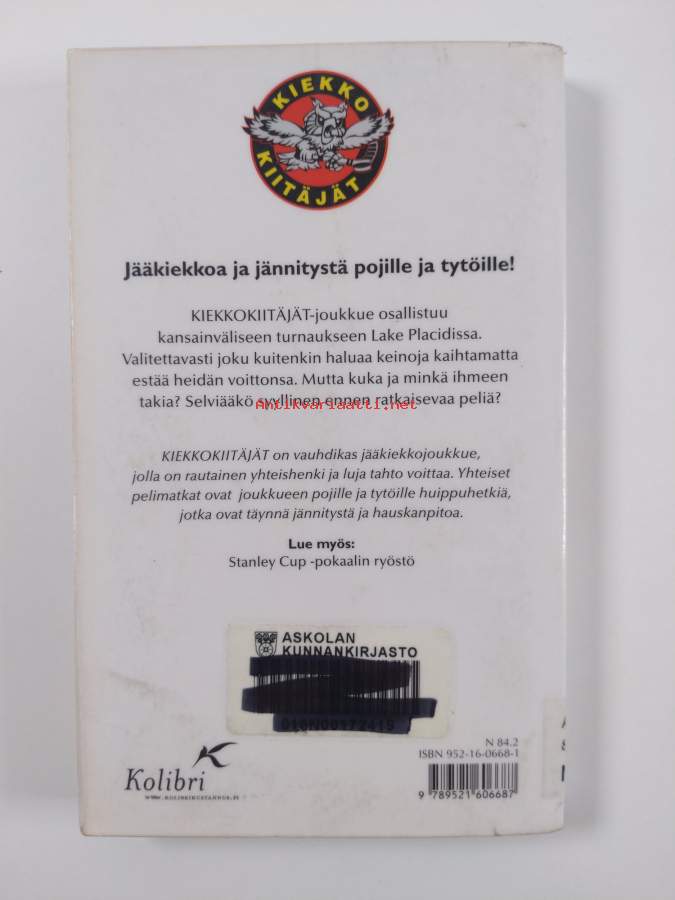 KIEKKO
KIITÄJÄT
Jääkiekkoa ja jännitystä pojille ja tytöille!
KIEKKOKIITÄJÄT-joukkue osallistuu
kansainväliseen turnaukseen Lake Placidissa.
Valitettavasti joku kuitenkin haluaa keinoja kaihtamatta
estää heidän voittonsa. Mutta kuka ja minkä ihmeen
takia? Selviääkö syyllinen ennen ratkaisevaa peliä?
Antikvariaatti.net
KIEKKOKIITÄJÄT on vauhdikas jääkiekkojoukkue,
jolla on rautainen yhteishenki ja luja tahto voittaa. Yhteiset
pelimatkat ovat joukkueen pojille ja tytöille huippuhetkiä,
jotka ovat täynnä jännitystä ja hauskanpitoa.
Lue myös:
Stanley Cup -pokaalin ryöstö
ASKOLAN
KUNNANKIRJASTO
N 84.2
ISBN 952-16-0668-1
Kolibri
WWW.KOLIBRIKUSTANNUS.FI
9 789521 606687